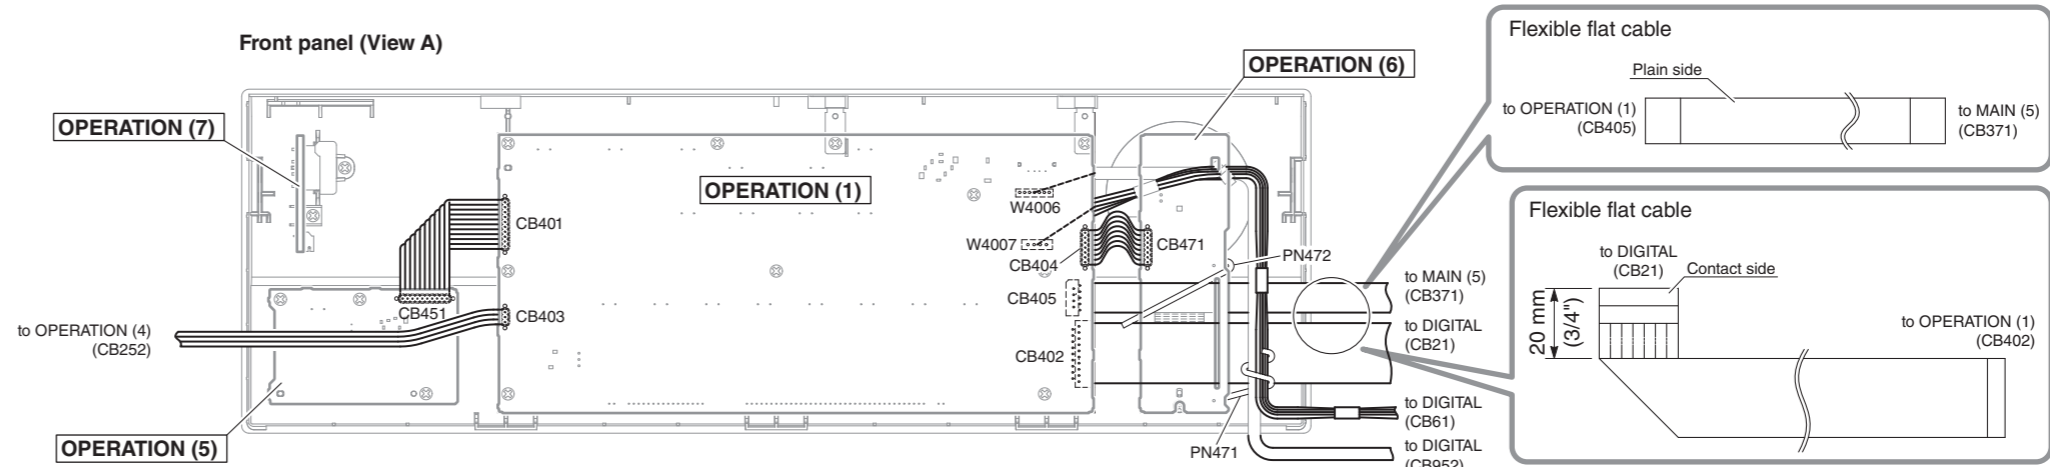 Front panel (View A)
OPERATION (7)
OPERATION (6)
OPERATION (1)
CB401
W4006
W4007
CB404
CB471
PN472
CB405
to MAIN (5)
(CB371)
CB451
CB403
to OPERATION (4)
(CB252)
to DIGITAL
(CB21)
CB402
OPERATION (5)
PN471
to DIGITAL
(CB61)
to DIGITAL
(CB952)
Flexible flat cable
Plain side
to OPERATION (1)
(CB405)
to MAIN (5)
(CB371)
Flexible flat cable
to DIGITAL
(CB21)
Contact side
20 mm
(3/4")
to OPERATION (1)
(CB402)